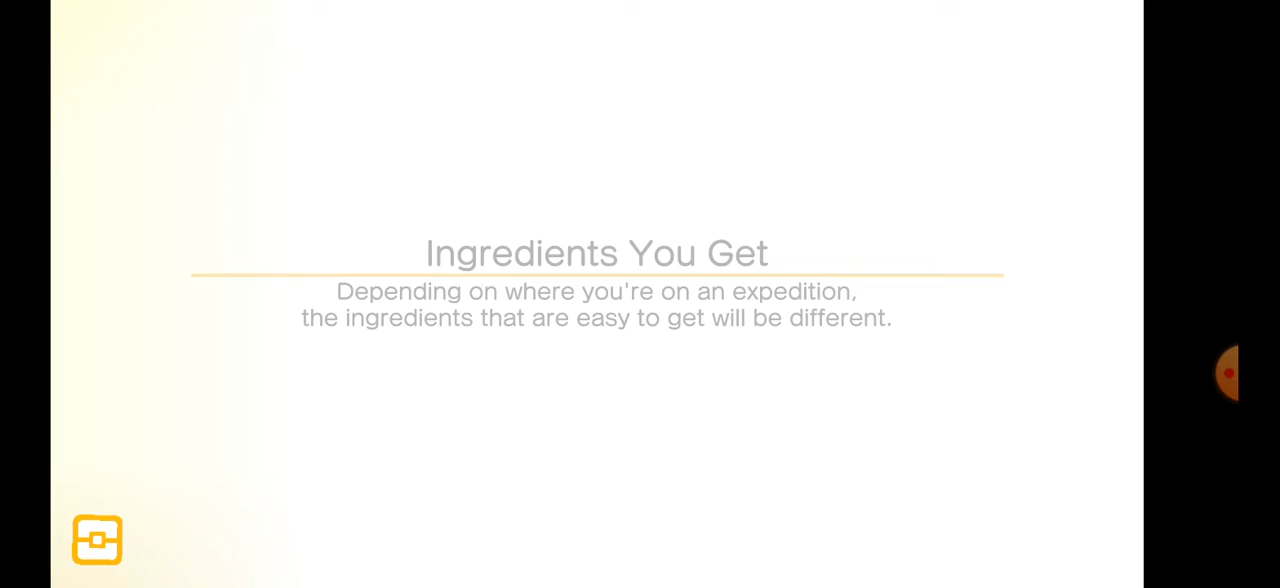 Ingredients You Get
Depending on where you're on an expedition,
the ingredients that are easy to get will be different.